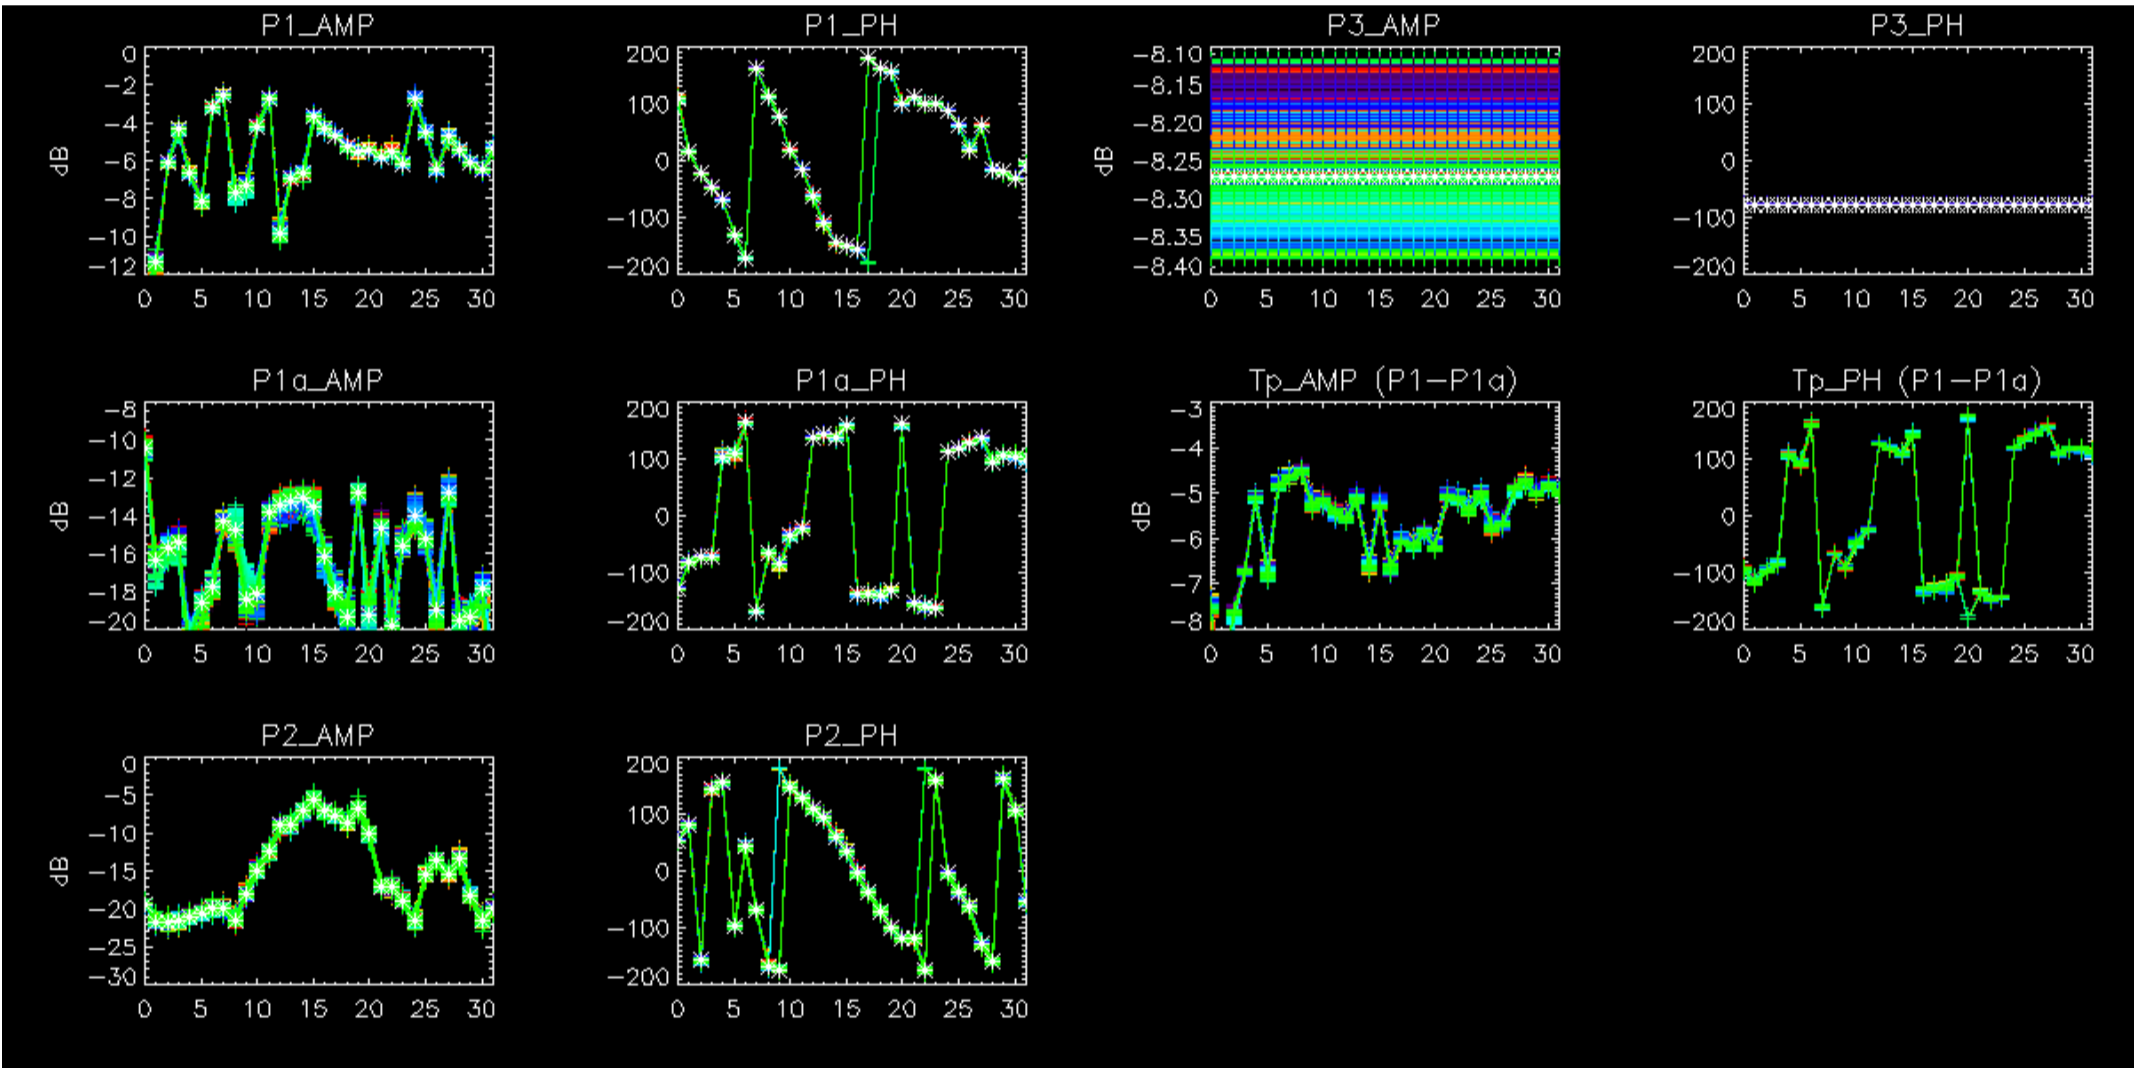 P1_AMP P1_PH P3_AMP P3_PH
0 200 -8.10 200
-2 -8.15
100 100
-4 -8.20
dB -6 0 dB -8.25 0
-8 -8.30
-100 -100
-10 -8.35
-12 -200 -8.40 -200
0 5 10 15 20 25 30 0 5 10 15 20 25 30 0 5 10 15 20 25 30 0 5 10 15 20 25 30
P1a_AMP P1a_PH Tp_AMP (P1-P1a) Tp_PH (P1-P1a)
-8 200 -3 200
-10 100 -4 100
-12
dB -14 0 dB -5 0
-16 -6
-18 -100 -7 -100
-20 -200 -8 -200
0 5 10 15 20 25 30 0 5 10 15 20 25 30 0 5 10 15 20 25 30 0 5 10 15 20 25 30
P2_AMP P2_PH
0 200
-5 100
-10
dB -15 0
-20 -100
-25
-30 -200
0 5 10 15 20 25 30 0 5 10 15 20 25 30